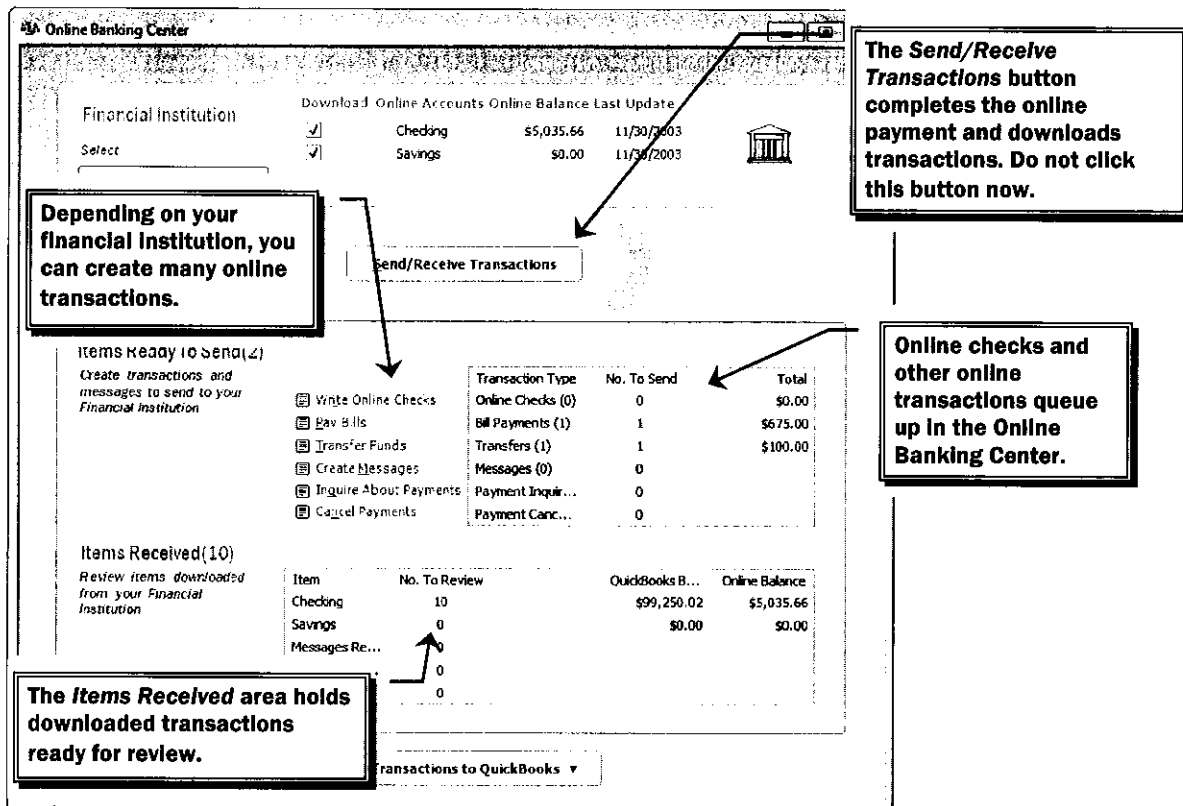 Online Banking Center
The Send/Receive
Transactions button
completes the online
payment and downloads
transactions. Do not click
this button now.
Financial Institution
Select
Download Online Accounts Online Balance Last Update
Checking $5,035.66 11/30/2003
Savings $0.00 11/30/2003
Depending on your
financial institution, you
can create many online
transactions.
Send/Receive Transactions
Online checks and
other online
transactions queue
up in the Online
Banking Center.
Items Ready To Send(2)
Create transactions and
messages to send to your
Financial Institution
Write Online Checks
Pay Bills
Transfer Funds
Create Messages
Inquire About Payments
Cancel Payments
Transaction Type No. To Send Total
Online Checks (0) 0 $0.00
Bill Payments (1) 1 $675.00
Transfers (1) 1 $100.00
Messages (0) 0
Payment Inquir... 0
Payment Canc... 0
Items Received(10)
Review items downloaded
from your Financial
Institution
Item No. To Review QuickBooks B... Online Balance
Checking 10 $99,250.02 $5,035.66
Savings 0 $0.00 $0.00
Messages Re... 0
0
0
The Items Received area holds
downloaded transactions
ready for review.
Transactions to QuickBooks